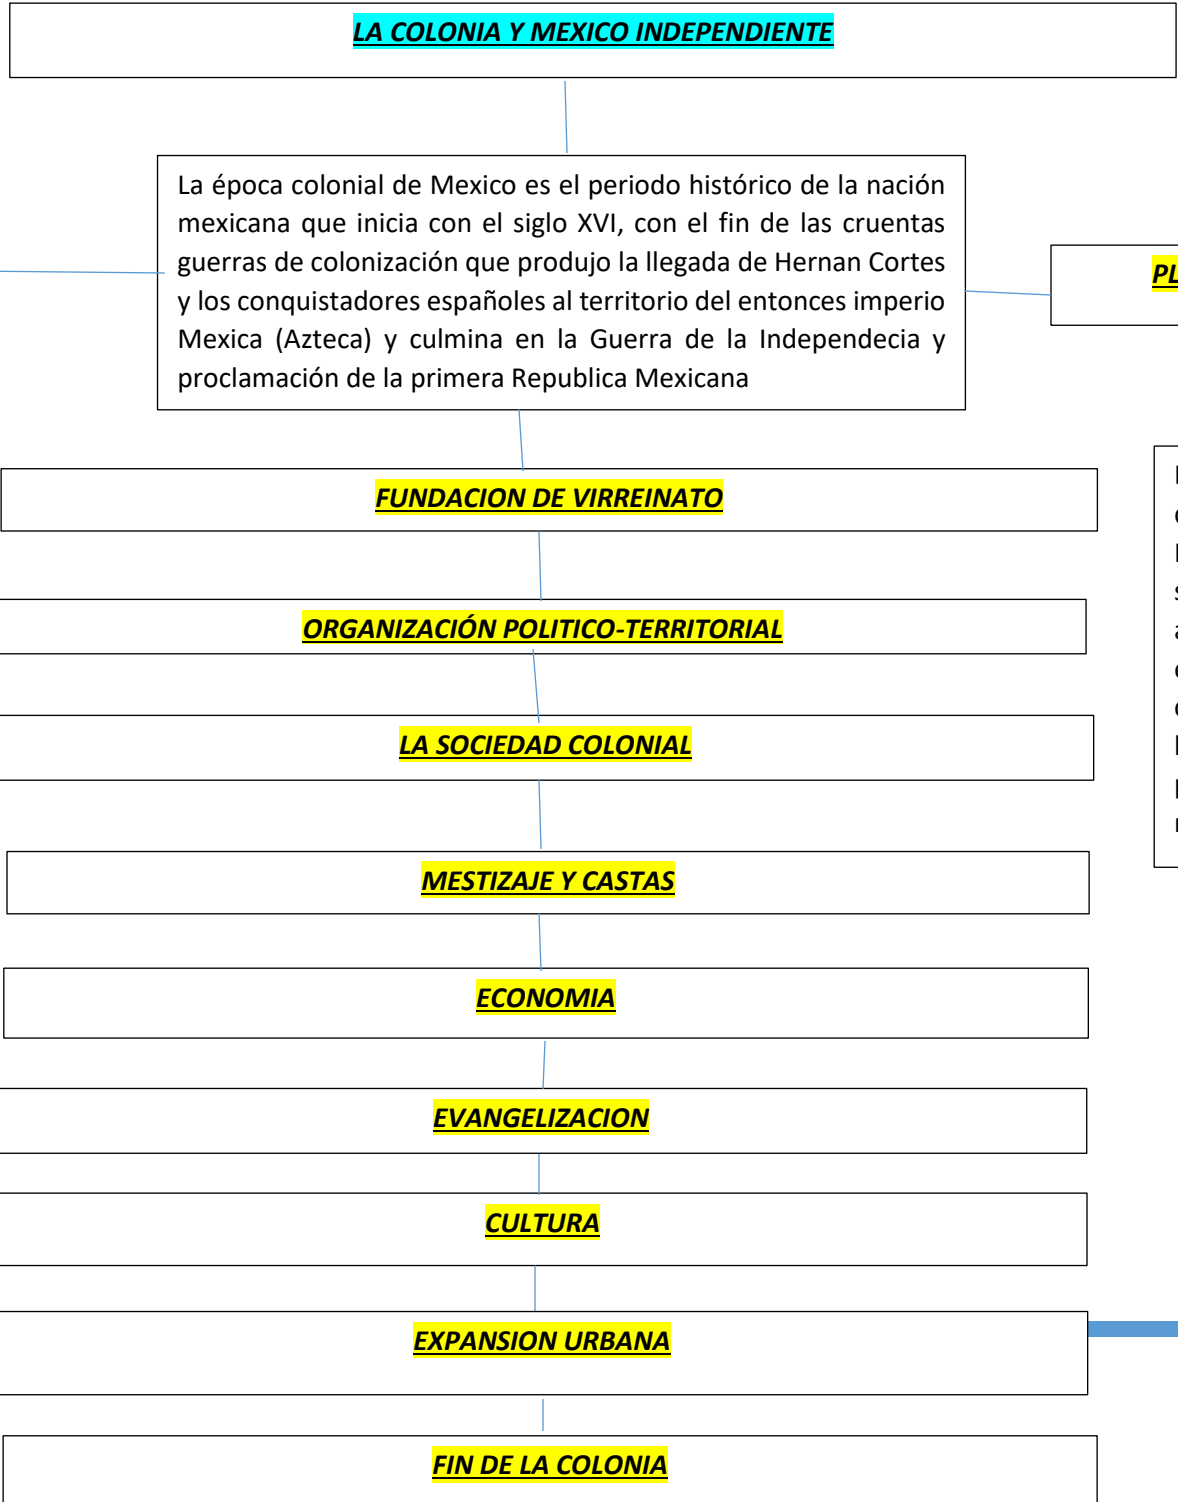 LA COLONIA Y MEXICO INDEPENDIENTE
La época colonial de Mexico es el periodo histórico de la nación
mexicana que inicia con el siglo XVI, con el fin de las cruentas
guerras de colonización que produjo la llegada de Hernan Cortes
y los conquistadores españoles al territorio del entonces imperio
Mexica (Azteca) y culmina en la Guerra de la Independecia y
proclamación de la primera Republica Mexicana
PL
FUNDACION DE VIRREINATO
ORGANIZACIÓN POLITICO-TERRITORIAL
LA SOCIEDAD COLONIAL
MESTIZAJE Y CASTAS
ECONOMIA
EVANGELIZACION
CULTURA
EXPANSION URBANA
FIN DE LA COLONIA